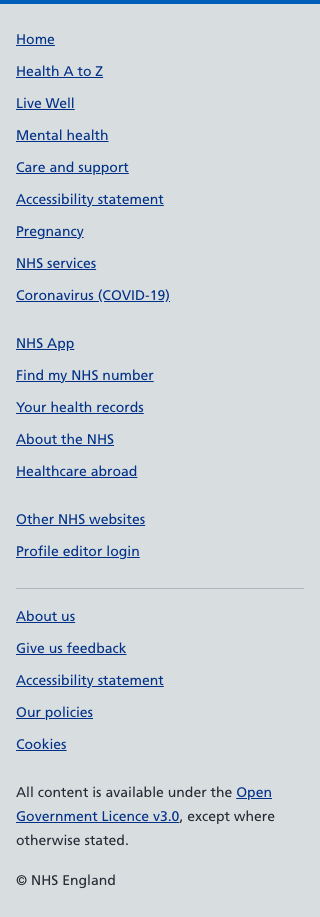 Home
Health A to Z
Live Well
Mental health
Care and support
Accessibility statement
Pregnancy
NHS services
Coronavirus (COVID-19)
NHS App
Find my NHS number
Your health records
About the NHS
Healthcare abroad
Other NHS websites
Profile editor login
About us
Give us feedback
Accessibility statement
Our policies
Cookies
All content is available under the Open
Government Licence v3.0, except where
otherwise stated.
© NHS England